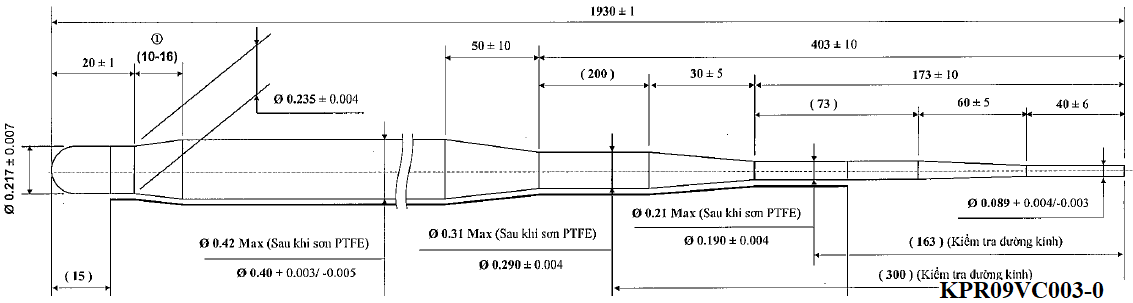 1930 ± 1
①
(10-16)
50 ± 10
403 ± 10
20 ± 1
( 200 )
30 ± 5
173 ± 10
( 73 )
60 ± 5
40 ± 6
Ø 0.235 ± 0.004
Ø 0.217 ± 0.007
Ø 0.089 + 0.004/-0.003
Ø 0.21 Max (Sau khi sơn PTFE)
Ø 0.190 ± 0.004
Ø 0.31 Max (Sau khi sơn PTFE)
Ø 0.290 ± 0.004
Ø 0.42 Max (Sau khi sơn PTFE)
Ø 0.40 + 0.003/ -0.005
( 163) (Kiểm tra đường kính)
( 15 )
( 300) (Kiểm tra đường kính)
KPR09VC003-0